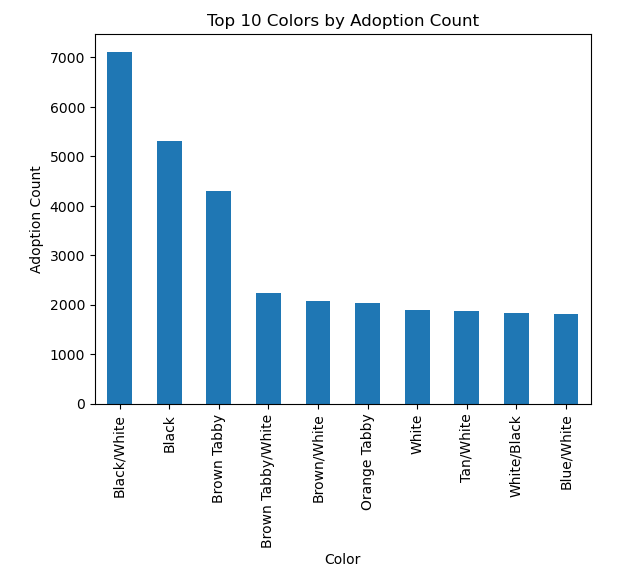 Top 10 Colors by Adoption Count
7000
6000
5000
4000
3000
2000
1000
0
Adoption Count
Black/White
Black
Brown Tabby
Brown Tabby/White
Brown/White
Orange Tabby
White
Tan/White
White/Black
Blue/White
Color